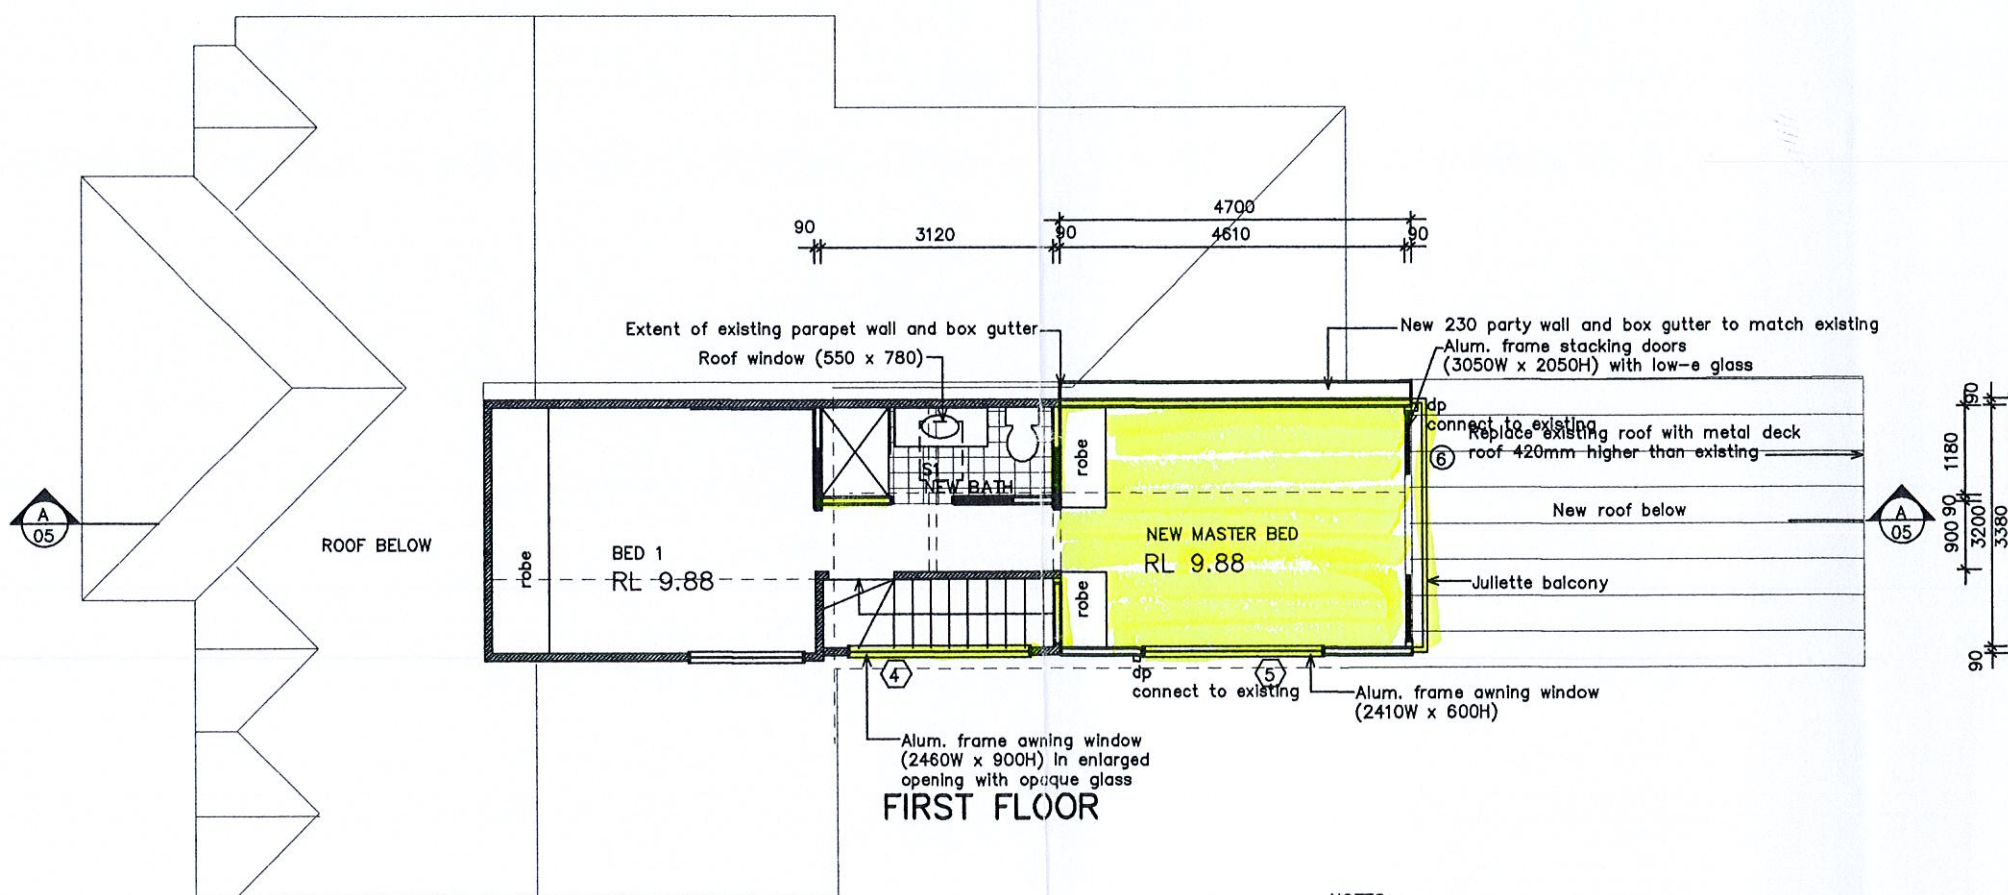 4700
90
3120
90
4610
90
Extent of existing parapet wall and box gutter
Roof window (550 x 780)
New 230 party wall and box gutter to match existing
Alum. frame stacking doors
(3050W x 2050H) with low-e glass
dp
connect to existing
Replace existing roof with metal deck
6
roof 420mm higher than existing
90
1180
90
900
3200
3380
90
robe
S1
NEW BATH
A
05
ROOF BELOW
robe
BED 1
RL 9.88
NEW MASTER BED
RL 9.88
New roof below
A
05
robe
Juliette balcony
4
dp
connect to existing
5
Alum. frame awning window
(2410W x 600H)
Alum. frame awning window
(2460W x 900H) in enlarged
opening with opaque glass
FIRST FLOOR